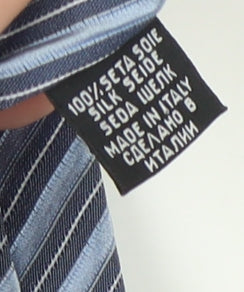 100% SETA SOIE
SILK SEIDE
SEDA ШЕЛК
MADE IN ITALY
СДЕЛАНО В
ИТАЛИИ